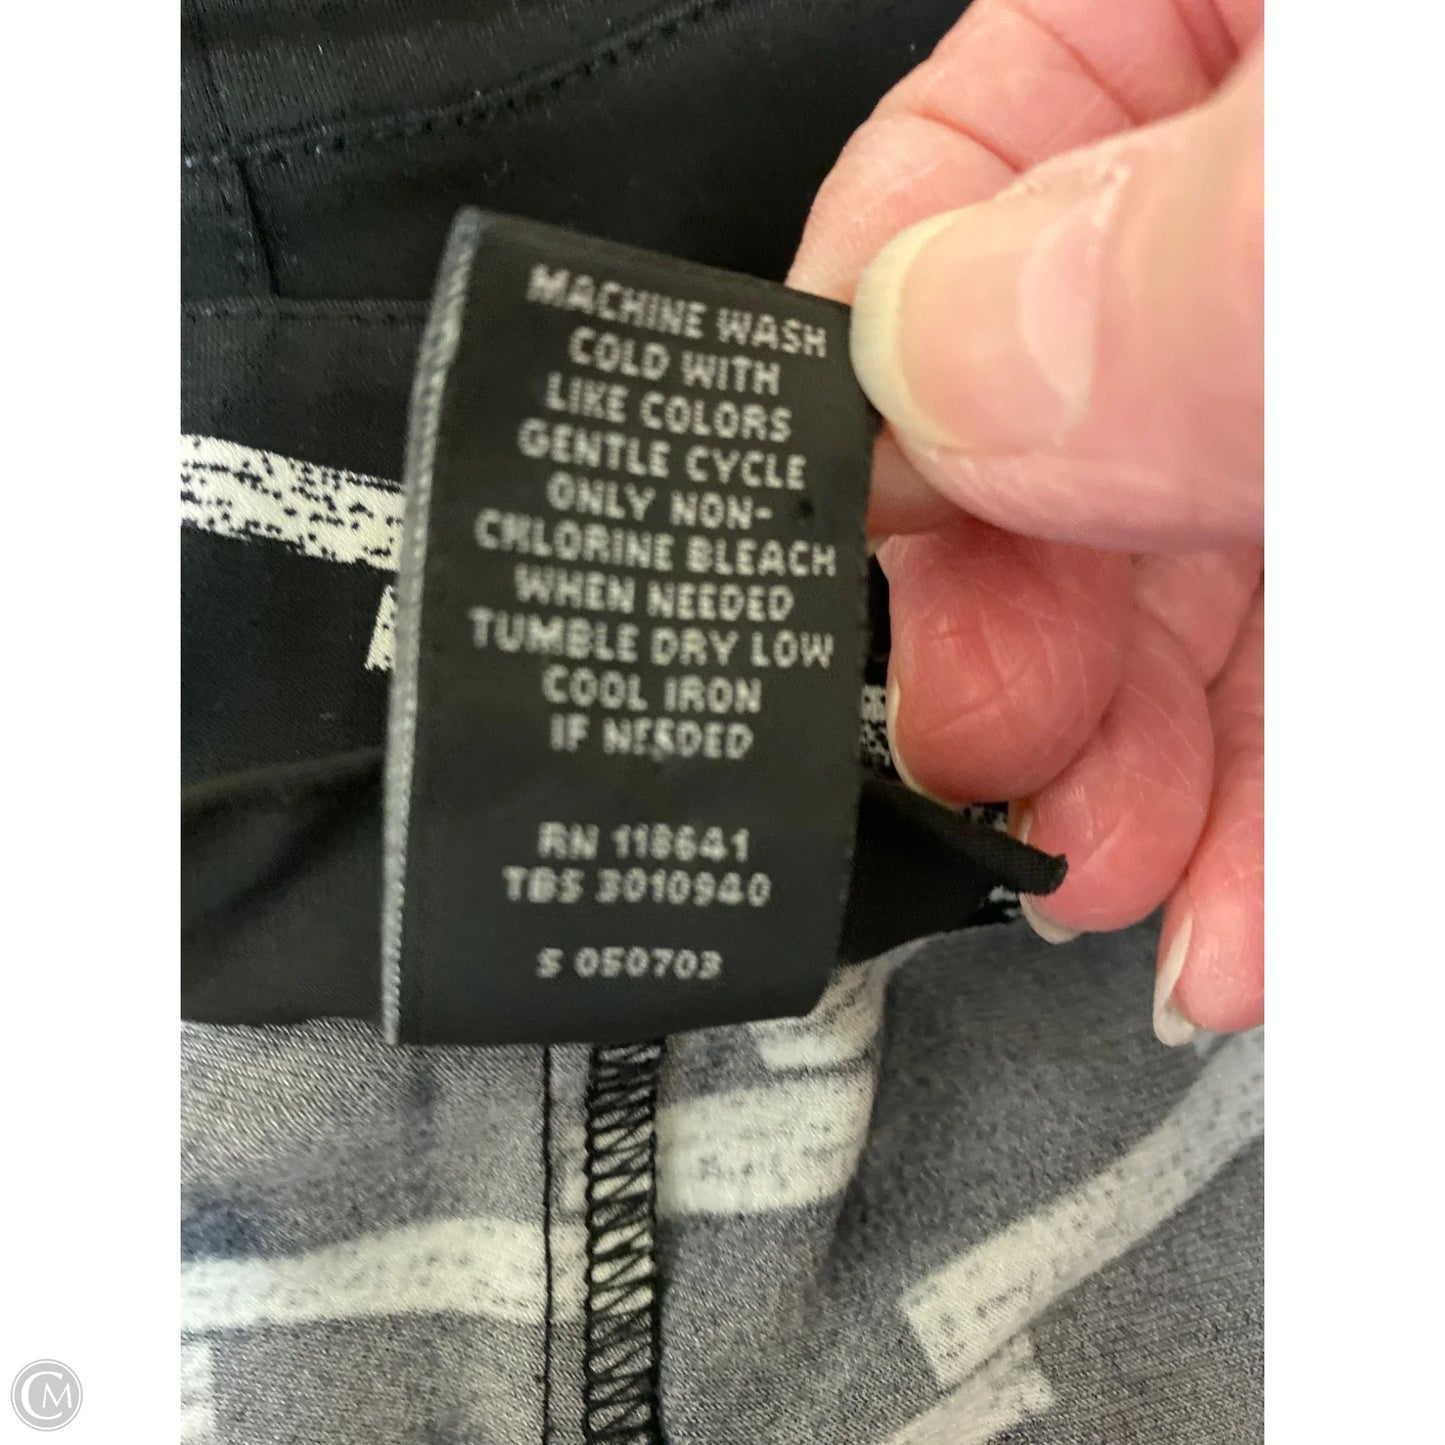 MACHINE WASH
COLD WITH
LIKE COLORS
GENTLE CYCLE
ONLY NON-
CHLORINE BLEACH
WHEN NEEDED
TUMBLE DRY LOW
COOL IRON
IF NEEDED
RN 118641
TBS 3010940
S 050703
CM